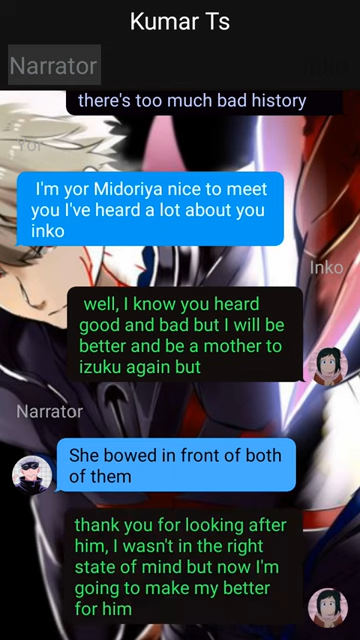 Kumar Ts
Narrator
Inko
there's too much bad history
Yor
I'm yor Midoriya nice to meet
you I've heard a lot about you
inko
Inko
well, I know you heard
good and bad but I will be
better and be a mother to
izuku again but
Narrator
She bowed in front of both
of them
thank you for looking after
him, I wasn't in the right
state of mind but now I'm
going to make my better
for him